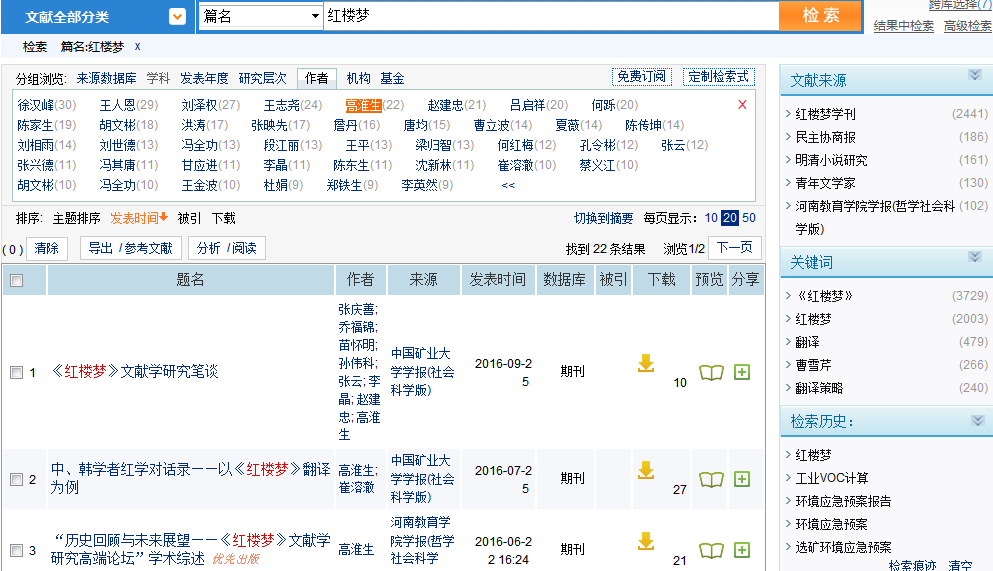 文献全部分类 篇名 红楼梦 检 索 跨库选择(7)
结果中检索 高级检索
检索 篇名:红楼梦 x
分组浏览: 来源数据库 学科 发表年度 研究层次 作者 机构 基金 免费订阅 定制检索式
徐汉峰(30) 王人恩(29) 刘泽权(27) 王志尧(24) 高淮生(22) 赵建忠(21) 吕启祥(20) 何跞(20) X
陈家生(19) 胡文彬(18) 洪涛(17) 张映先(17) 詹丹(16) 唐均(15) 曹立波(14) 夏薇(14) 陈传坤(14)
刘相雨(14) 刘世德(13) 冯全功(13) 段江丽(13) 王平(13) 梁归智(13) 何红梅(12) 孔令彬(12) 张云(12)
张兴德(11) 冯其庸(11) 甘应进(11) 李晶(11) 陈东生(11) 沈新林(11) 崔溶澈(10) 蔡义江(10)
胡文彬(10) 冯全功(10) 王金波(10) 杜娟(9) 郑铁生(9) 李英然(9) <<
排序: 主题排序 发表时间 被引 下载 切换到摘要 每页显示: 10 20 50
(0) 清除 导出 /参考文献 分析 /阅读 找到 22 条结果 浏览1/2 下一页
题名 作者 来源 发表时间 数据库 被引 下载 预览 分享
1 《红楼梦》文献学研究笔谈
张庆善;
乔福锦;
苗怀明;
孙伟科;
张云; 李
晶; 赵建
忠; 高淮
生
中国矿业大
学学报(社会
科学版)
2016-09-2
5
期刊
10
2 中、韩学者红学对话录——以《红楼梦》翻译
为例
高淮生;
崔溶澈
中国矿业大
学学报(社会
科学版)
2016-07-2
5
期刊
27
3 “历史回顾与未来展望——《红楼梦》文献学
研究高端论坛”学术综述 优先出版
高淮生
河南教育学
院学报(哲学
社会科学
2016-06-2
2 16:24
期刊
21
文献来源
红楼梦学刊 (2441)
民主协商报 (186)
明清小说研究 (161)
青年文学家 (130)
河南教育学院学报(哲学社会科 (102)
学版)
关键词
《红楼梦》 (3729)
红楼梦 (2003)
翻译 (479)
曹雪芹 (266)
翻译策略 (240)
检索历史:
红楼梦
工业VOC计算
环境应急预案报告
环境应急预案
选矿环境应急预案
检索痕迹 清空